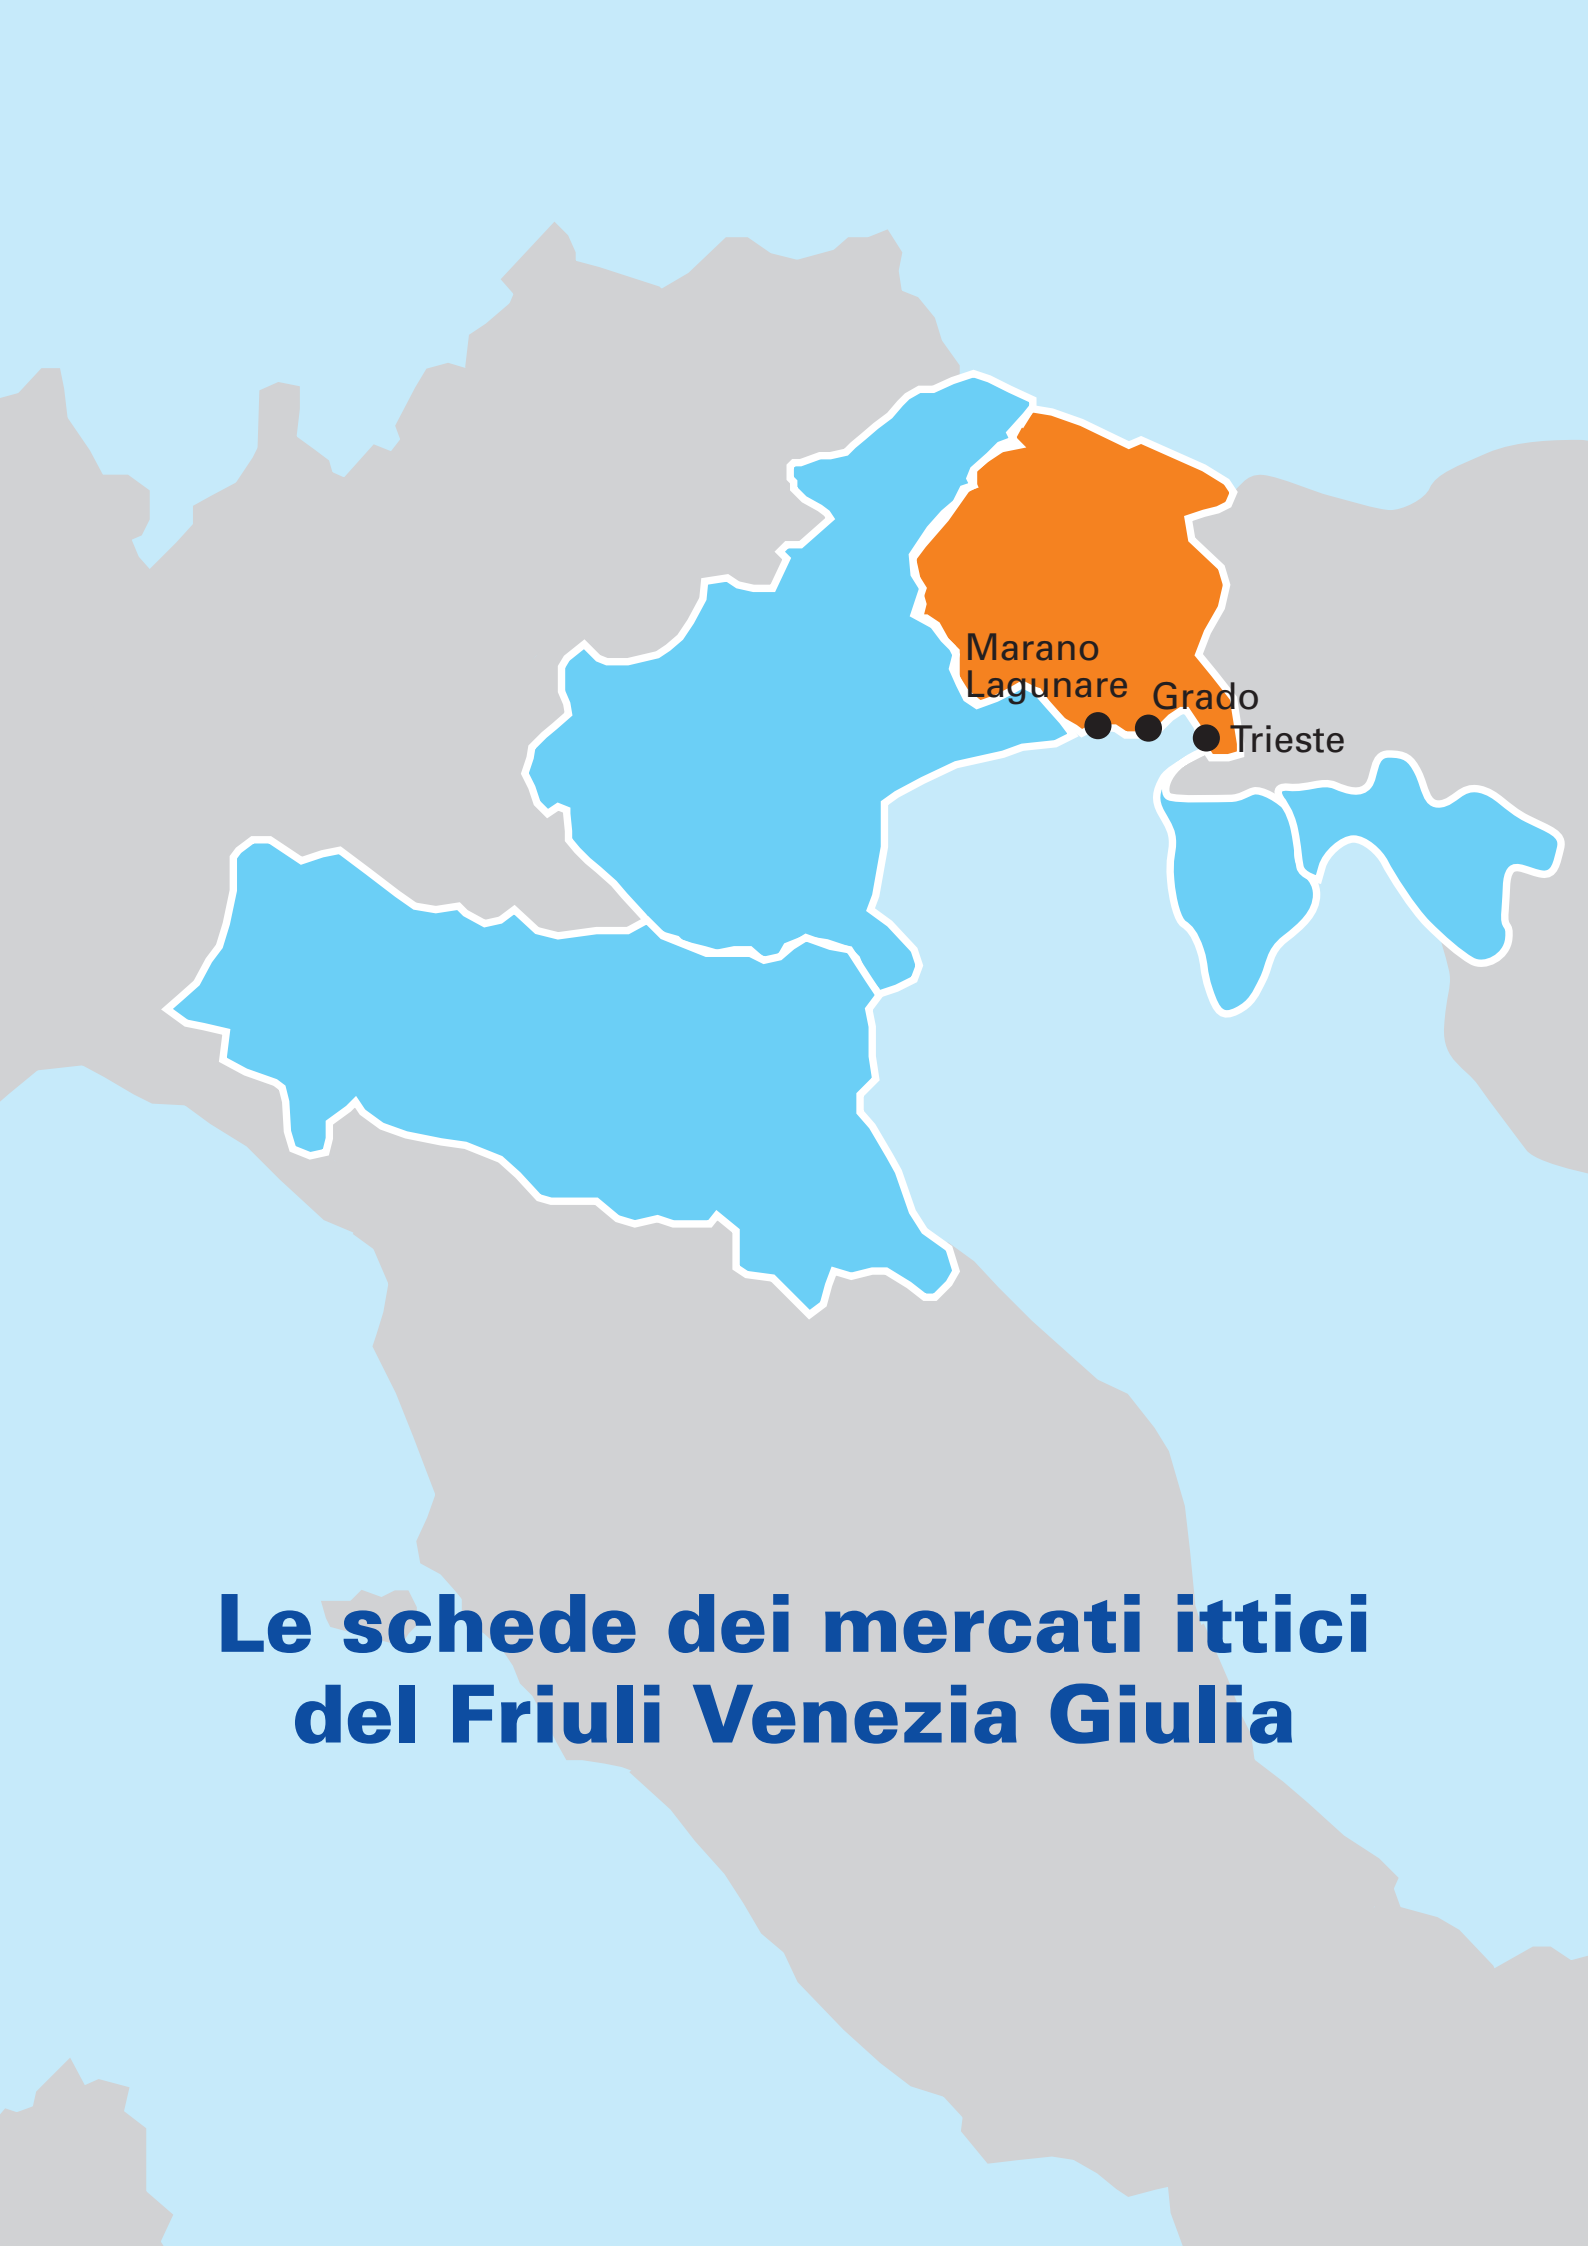 Marano
Lagunare
Grado
Trieste
Le schede dei mercati ittici
del Friuli Venezia Giulia